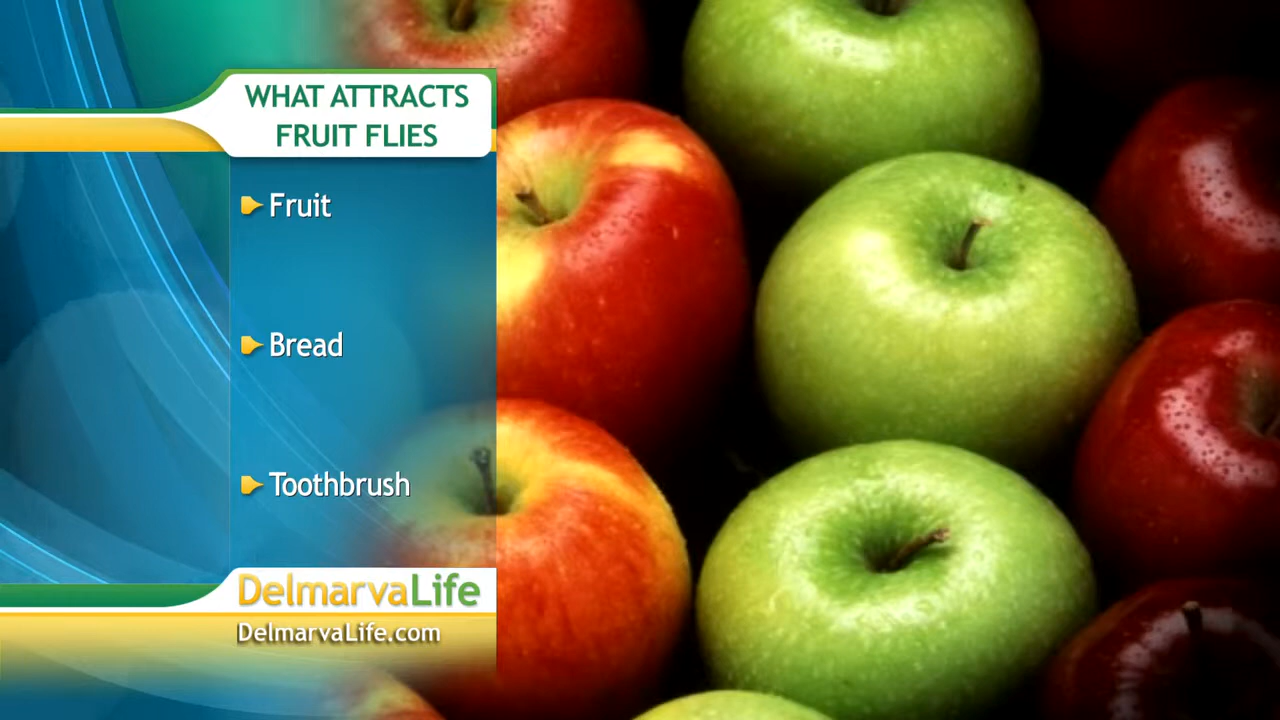 WHAT ATTRACTS
FRUIT FLIES
Fruit
Bread
Toothbrush
DelmarvaLife
DelmarvaLife.com